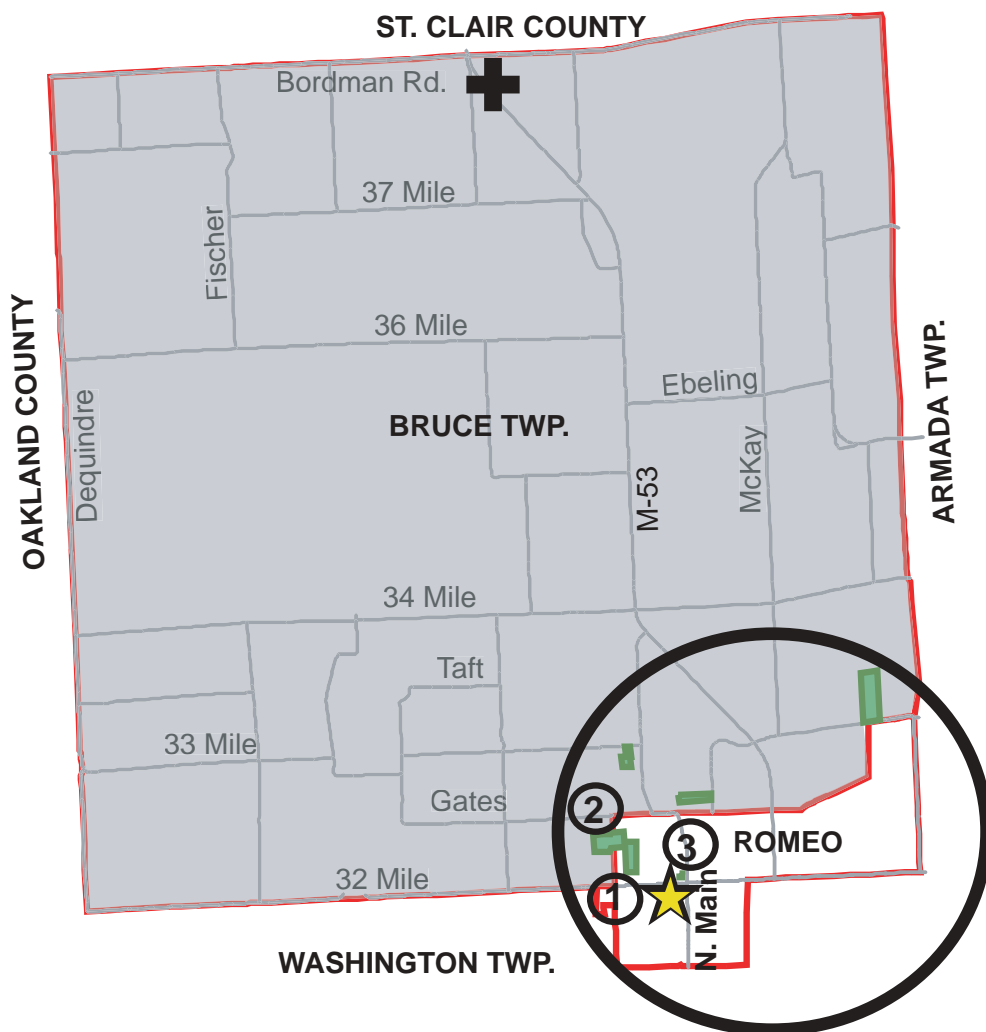 ST. CLAIR COUNTY
Bordman Rd.
37 Mile
Fischer
OAKLAND COUNTY
36 Mile
Ebeling
ARMADA TWP.
Dequindre
BRUCE TWP.
McKay
M-53
34 Mile
Taft
33 Mile
Gates
2
3
ROMEO
32 Mile
1
N. Main
WASHINGTON TWP.